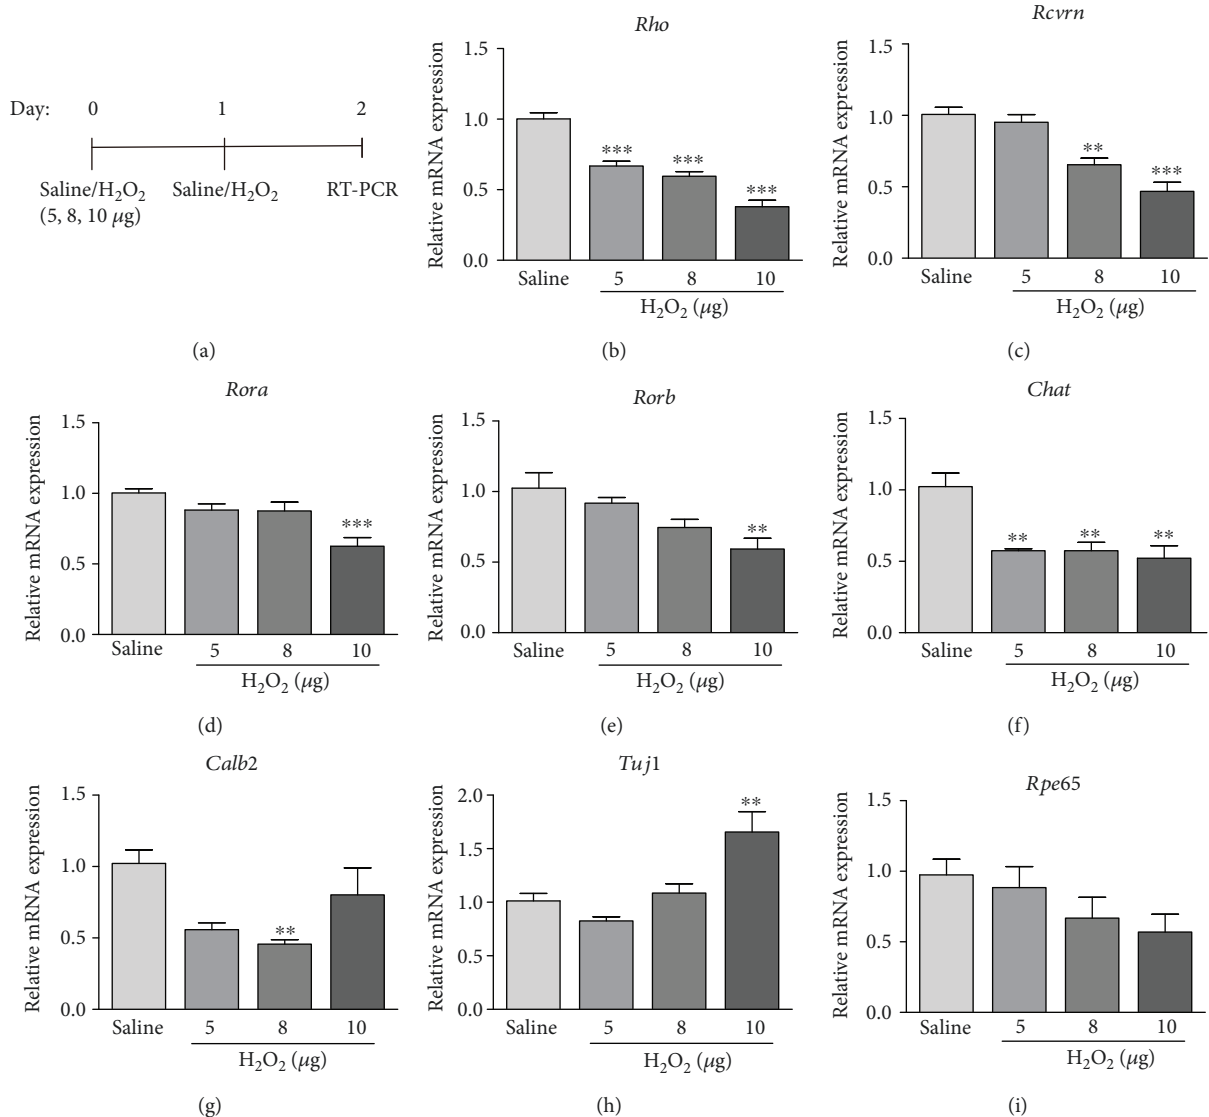 Day: 0 1 2
Saline/H₂O₂ Saline/H₂O₂ RT-PCR
(5, 8, 10 μg)
(a)
Rho
Relative mRNA expression
1.5
1.0
0.5
0.0
*** *** ***
Saline 5 8 10
H₂O₂ (μg)
(b)
Rcvrn
Relative mRNA expression
1.5
1.0
0.5
0.0
** ***
Saline 5 8 10
H₂O₂ (μg)
(c)
Rora
Relative mRNA expression
1.5
1.0
0.5
0.0
***
Saline 5 8 10
H₂O₂ (μg)
(d)
Rorb
Relative mRNA expression
1.5
1.0
0.5
0.0
**
Saline 5 8 10
H₂O₂ (μg)
(e)
Chat
Relative mRNA expression
1.5
1.0
0.5
0.0
** ** **
Saline 5 8 10
H₂O₂ (μg)
(f)
Calb2
Relative mRNA expression
1.5
1.0
0.5
0.0
**
Saline 5 8 10
H₂O₂ (μg)
(g)
Tuj1
Relative mRNA expression
2.0
1.5
1.0
0.5
0.0
**
Saline 5 8 10
H₂O₂ (μg)
(h)
Rpe65
Relative mRNA expression
1.5
1.0
0.5
0.0
Saline 5 8 10
H₂O₂ (μg)
(i)